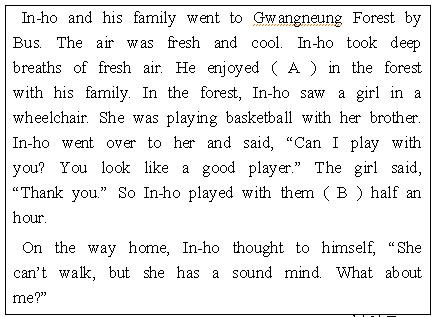 In-ho and his family went to Gwangneung Forest by
Bus. The air was fresh and cool. In-ho took deep
breaths of fresh air. He enjoyed ( A ) in the forest
with his family. In the forest, In-ho saw a girl in a
wheelchair. She was playing basketball with her brother.
In-ho went over to her and said, “Can I play with
you? You look like a good player.” The girl said,
“Thank you.” So In-ho played with them ( B ) half an
hour.
On the way home, In-ho thought to himself, “She
can’t walk, but she has a sound mind. What about
me?”